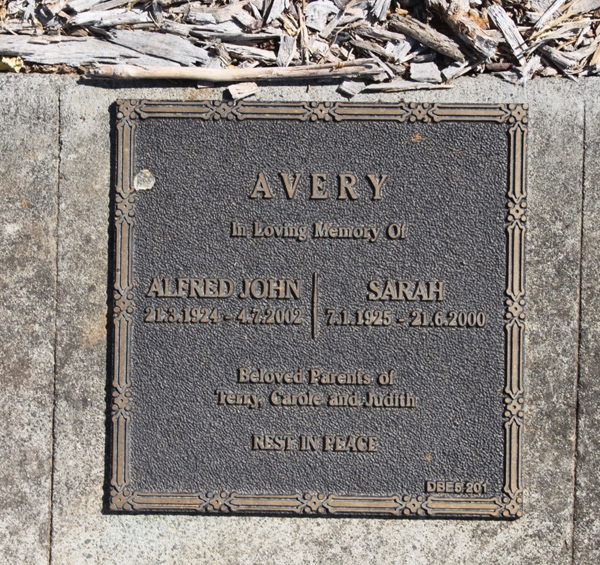 AVERY
In Loving Memory Of
ALFRED JOHN
21.3.1924 - 4.7.2002
SARAH
7.1.1925 - 21.6.2000
Beloved Parents of
Terry, Carole and Judith
REST IN PEACE
DBE5 201